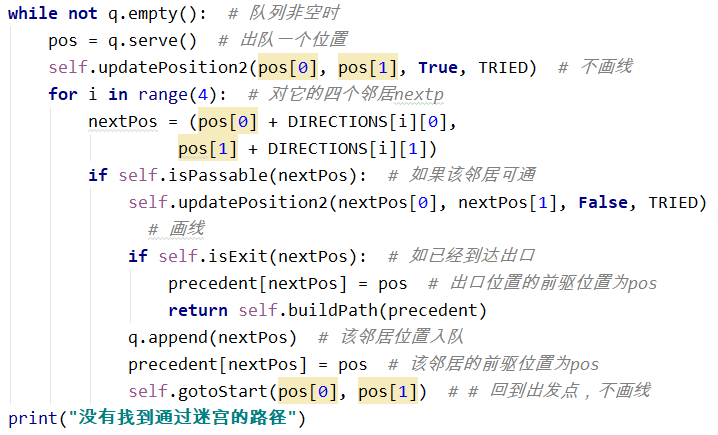 while not q.empty():  # 队列非空时
    pos = q.serve()  # 出队一个位置
    self.updatePosition2(pos[0], pos[1], True, TRIED)  # 不画线
    for i in range(4):  # 对它的四个邻居nextp
        nextPos = (pos[0] + DIRECTIONS[i][0],
                 pos[1] + DIRECTIONS[i][1])
        if self.isPassable(nextPos):  # 如果该邻居可通
            self.updatePosition2(nextPos[0], nextPos[1], False, TRIED)
              # 画线
            if self.isExit(nextPos):  # 如已经到达出口
                precedent[nextPos] = pos  # 出口位置的前驱位置为pos
                return self.buildPath(precedent)
            q.append(nextPos)  # 该邻居位置入队
            precedent[nextPos] = pos  # 该邻居的前驱位置为pos
            self.gotoStart(pos[0], pos[1])  # # 回到出发点，不画线
print("没有找到通过迷宫的路径")